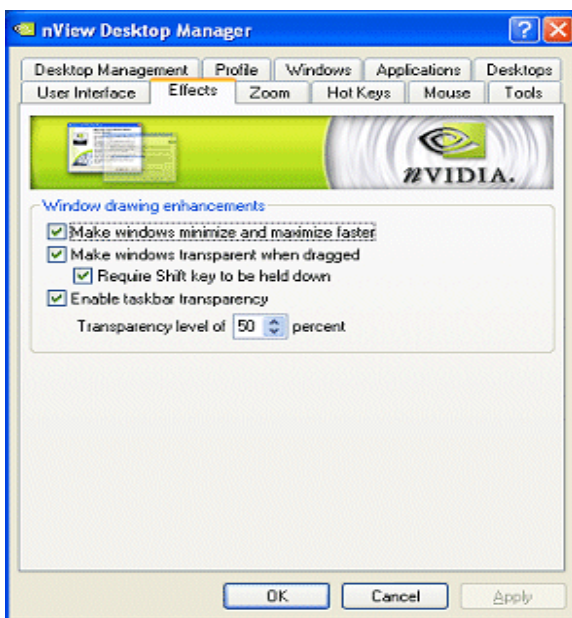 nView Desktop Manager
Desktop Management Profile Windows Applications Desktops
User Interface Effects Zoom Hot Keys Mouse Tools
nVIDIA.
Window drawing enhancements
Make windows minimize and maximize faster
Make windows transparent when dragged
Require Shift key to be held down
Enable taskbar transparency
Transparency level of 50 percent
OK Cancel Apply